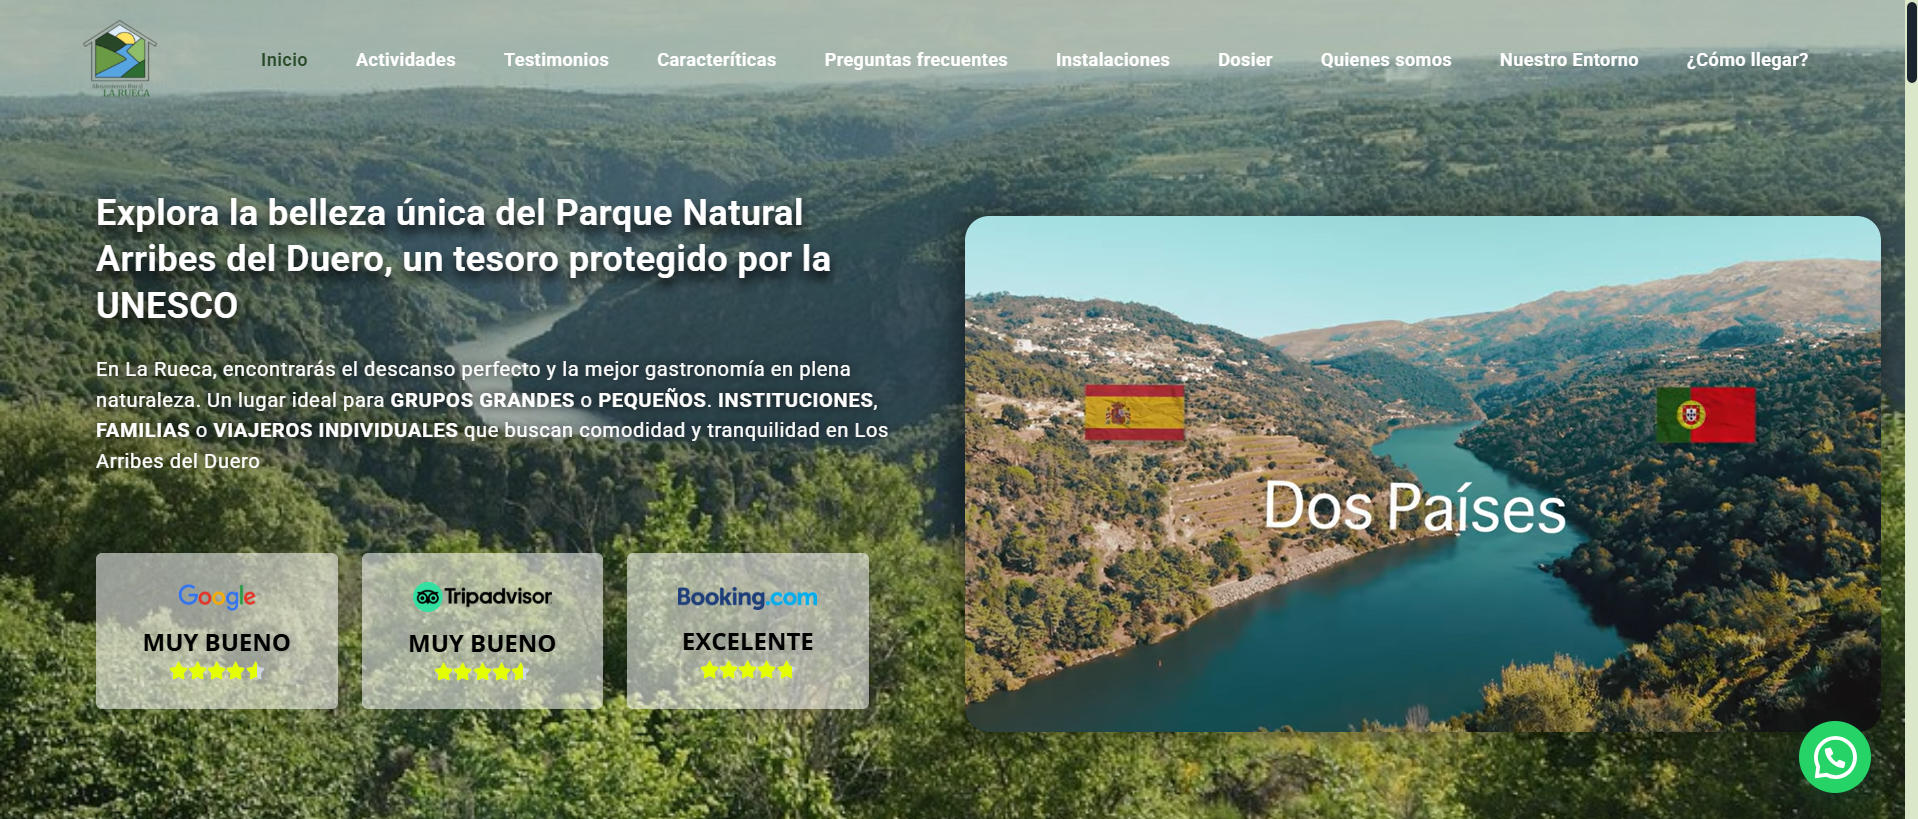 LA RUECA
Inicio
Actividades
Testimonios
Caracteríticas
Preguntas frecuentes
Instalaciones
Dosier
Quienes somos
Nuestro Entorno
¿Cómo llegar?
Explora la belleza única del Parque Natural
Arribes del Duero, un tesoro protegido por la
UNESCO
En La Rueca, encontrarás el descanso perfecto y la mejor gastronomía en plena
naturaleza. Un lugar ideal para GRUPOS GRANDES o PEQUEÑOS. INSTITUCIONES,
FAMILIAS o VIAJEROS INDIVIDUALES que buscan comodidad y tranquilidad en Los
Arribes del Duero
Google
MUY BUENO
Tripadvisor
MUY BUENO
Booking.com
EXCELENTE
Dos Países